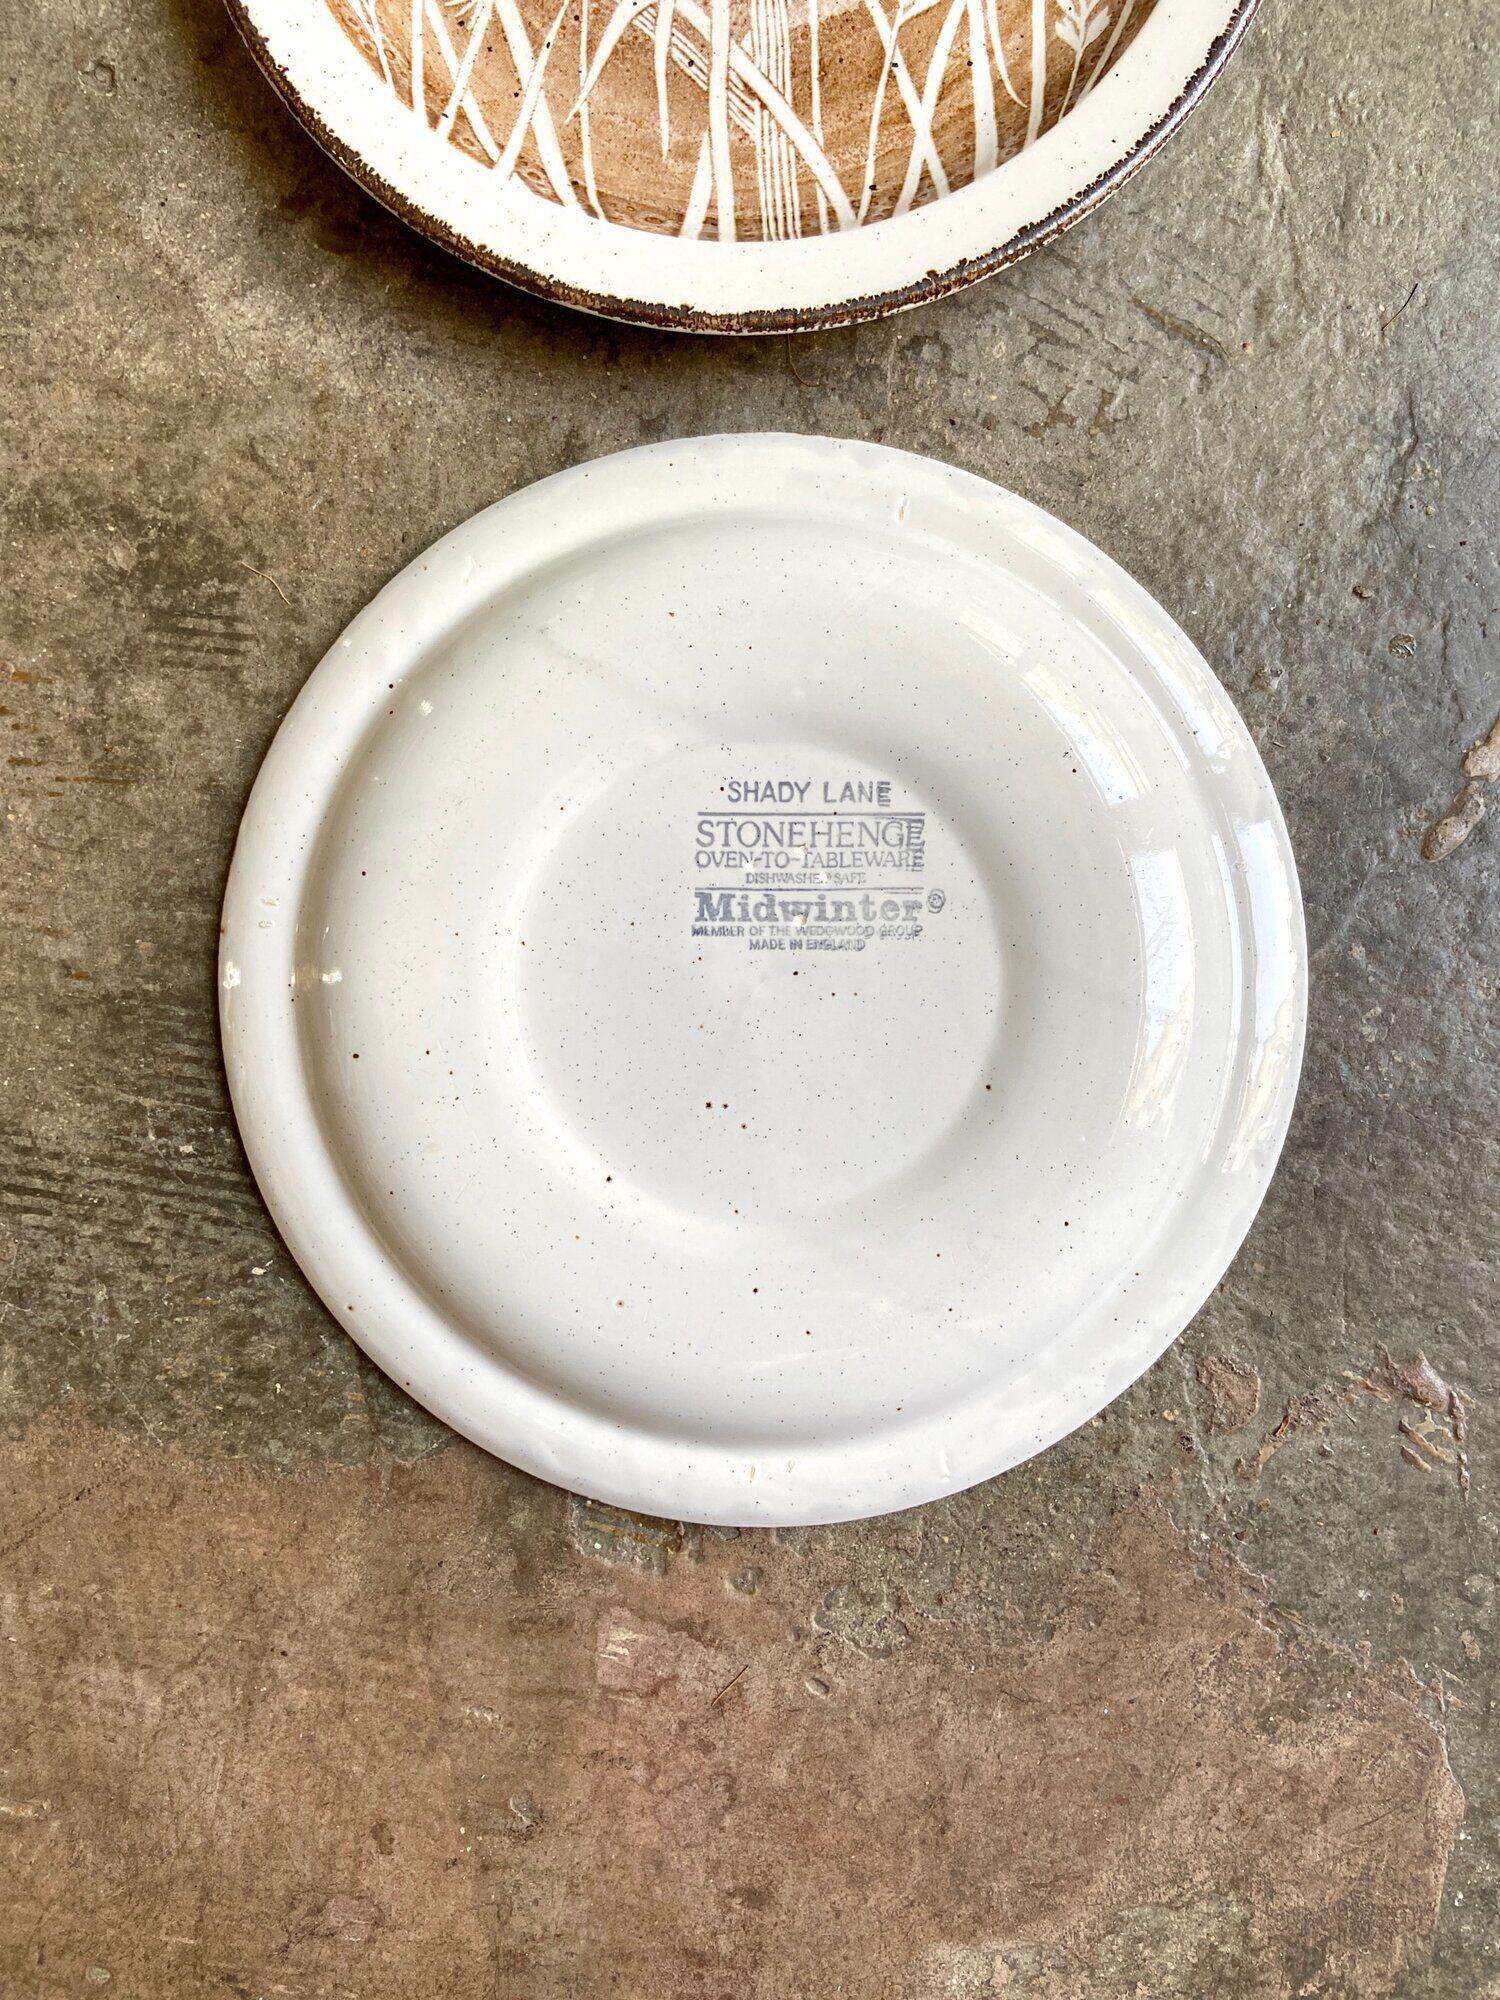 SHADY LANE
STONEHENGE
OVEN-TO-TABLEWARE
DISHWASHER SAFE
Midwinter®
MEMBER OF THE WEDGWOOD GROUP
MADE IN ENGLAND